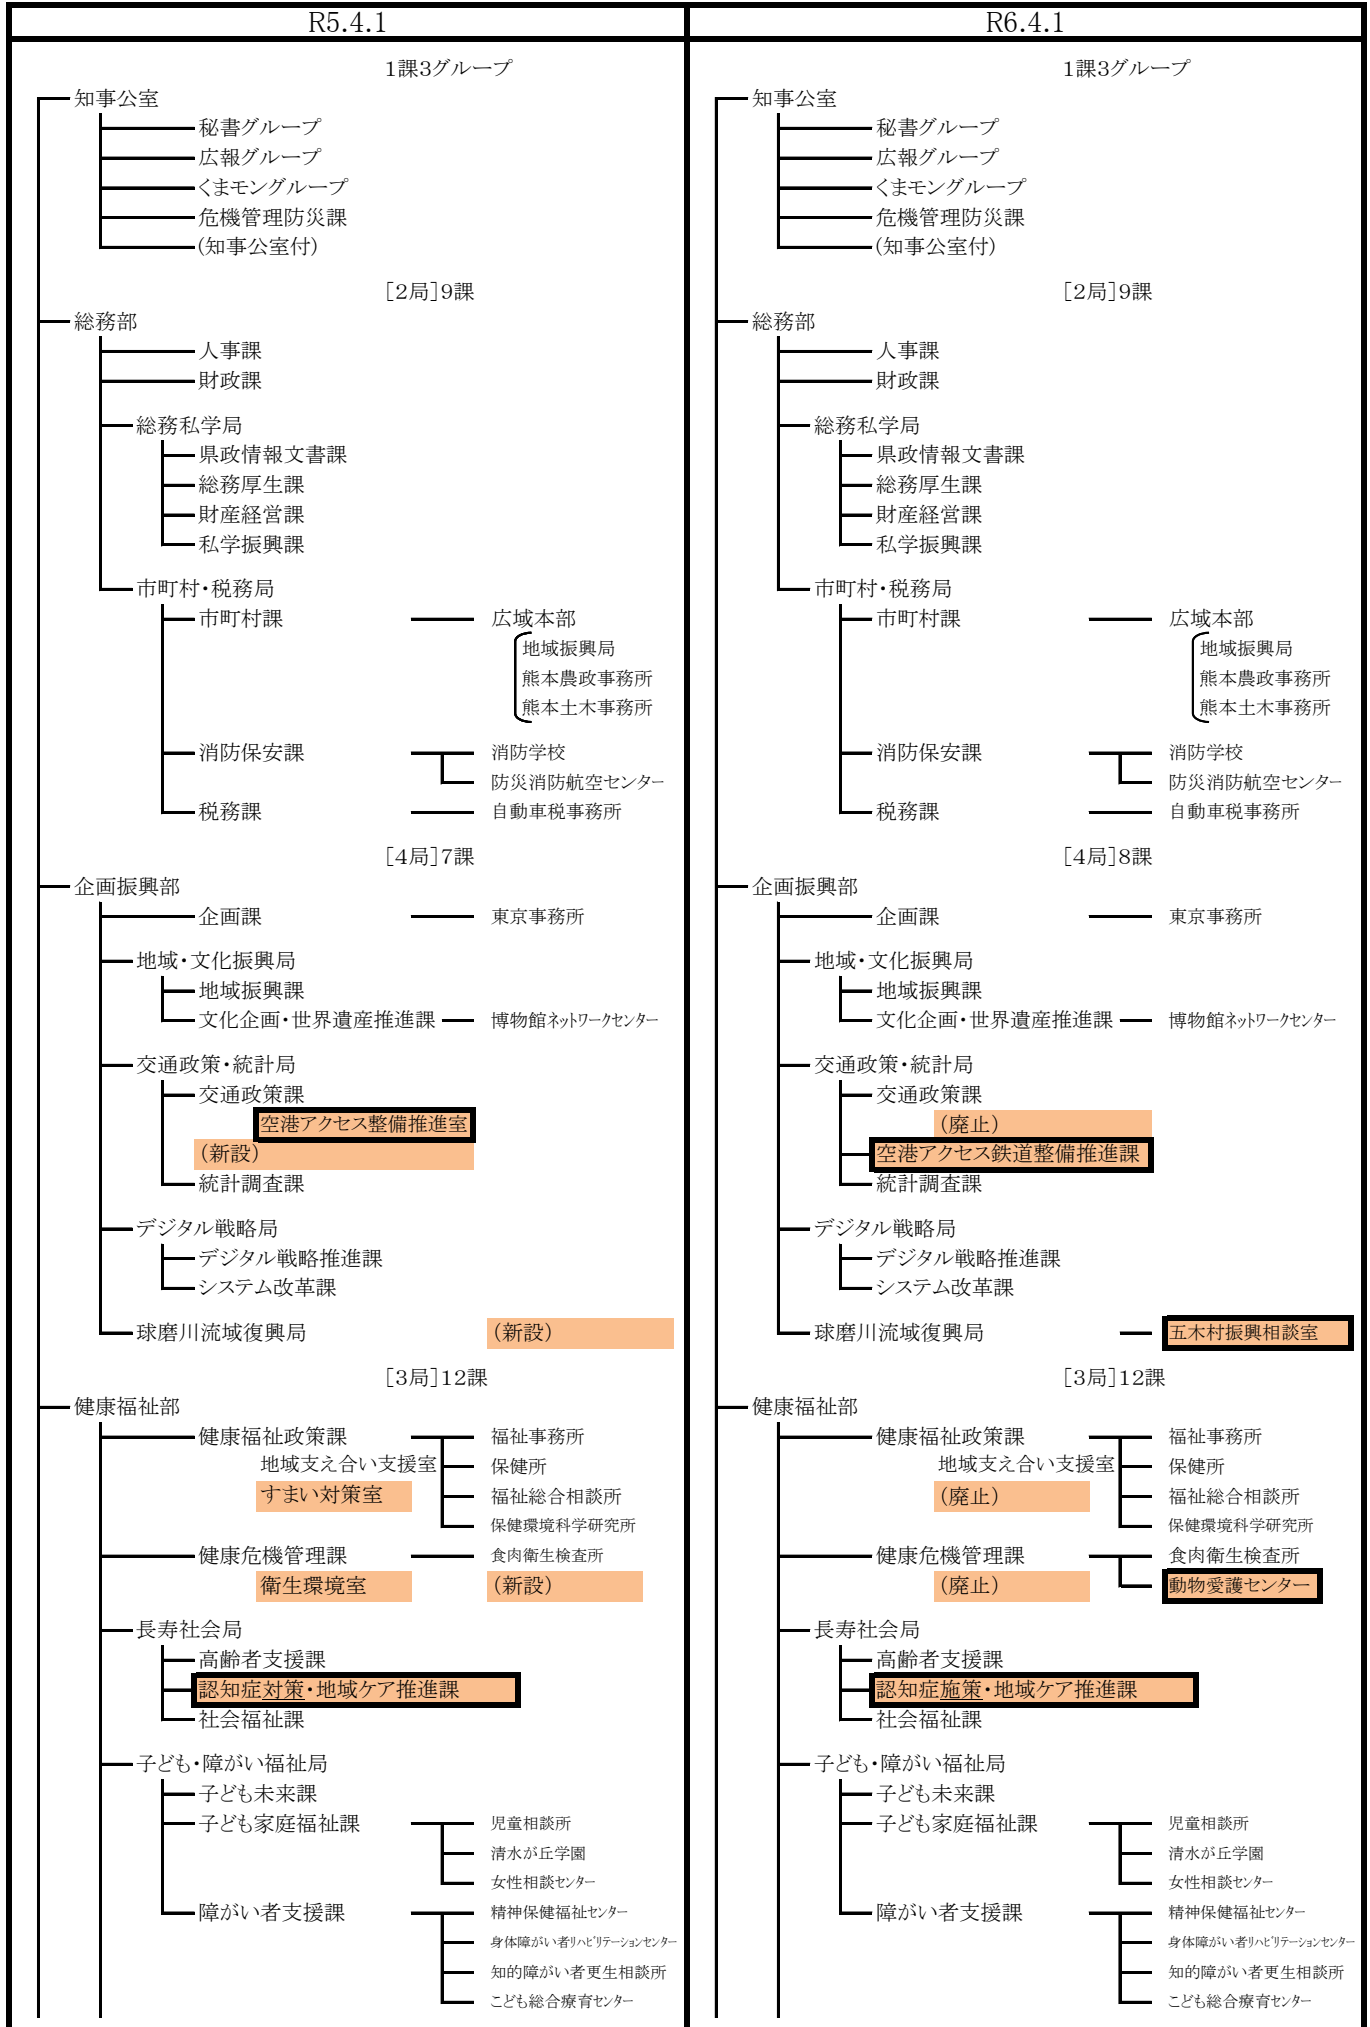 R5.4.1
1課3グループ
知事公室
秘書グループ
広報グループ
くまモングループ
危機管理防災課
(知事公室付)
[2局]9課
総務部
人事課
財政課
総務私学局
県政情報文書課
総務厚生課
財産経営課
私学振興課
市町村・税務局
市町村課 広域本部
地域振興局
熊本農政事務所
熊本土木事務所
消防保安課 消防学校
防災消防航空センター
税務課 自動車税事務所
[4局]7課
企画振興部
企画課 東京事務所
地域・文化振興局
地域振興課
文化企画・世界遺産推進課 博物館ネットワークセンター
交通政策・統計局
交通政策課
空港アクセス整備推進室
(新設)
統計調査課
デジタル戦略局
デジタル戦略推進課
システム改革課
球磨川流域復興局 (新設)
[3局]12課
健康福祉部
健康福祉政策課 福祉事務所
地域支え合い支援室 保健所
すまい対策室 福祉総合相談所
保健環境科学研究所
健康危機管理課 食肉衛生検査所
衛生環境室 (新設)
長寿社会局
高齢者支援課
認知症対策・地域ケア推進課
社会福祉課
子ども・障がい福祉局
子ども未来課
子ども家庭福祉課 児童相談所
清水が丘学園
女性相談センター
障がい者支援課 精神保健福祉センター
身体障がい者リハビリテーションセンター
知的障がい者更生相談所
こども総合療育センター
R6.4.1
1課3グループ
知事公室
秘書グループ
広報グループ
くまモングループ
危機管理防災課
(知事公室付)
[2局]9課
総務部
人事課
財政課
総務私学局
県政情報文書課
総務厚生課
財産経営課
私学振興課
市町村・税務局
市町村課 広域本部
地域振興局
熊本農政事務所
熊本土木事務所
消防保安課 消防学校
防災消防航空センター
税務課 自動車税事務所
[4局]8課
企画振興部
企画課 東京事務所
地域・文化振興局
地域振興課
文化企画・世界遺産推進課 博物館ネットワークセンター
交通政策・統計局
交通政策課
(廃止)
空港アクセス鉄道整備推進課
統計調査課
デジタル戦略局
デジタル戦略推進課
システム改革課
球磨川流域復興局 五木村振興相談室
[3局]12課
健康福祉部
健康福祉政策課 福祉事務所
地域支え合い支援室 保健所
(廃止) 福祉総合相談所
保健環境科学研究所
健康危機管理課 食肉衛生検査所
(廃止) 動物愛護センター
長寿社会局
高齢者支援課
認知症施策・地域ケア推進課
社会福祉課
子ども・障がい福祉局
子ども未来課
子ども家庭福祉課 児童相談所
清水が丘学園
女性相談センター
障がい者支援課 精神保健福祉センター
身体障がい者リハビリテーションセンター
知的障がい者更生相談所
こども総合療育センター